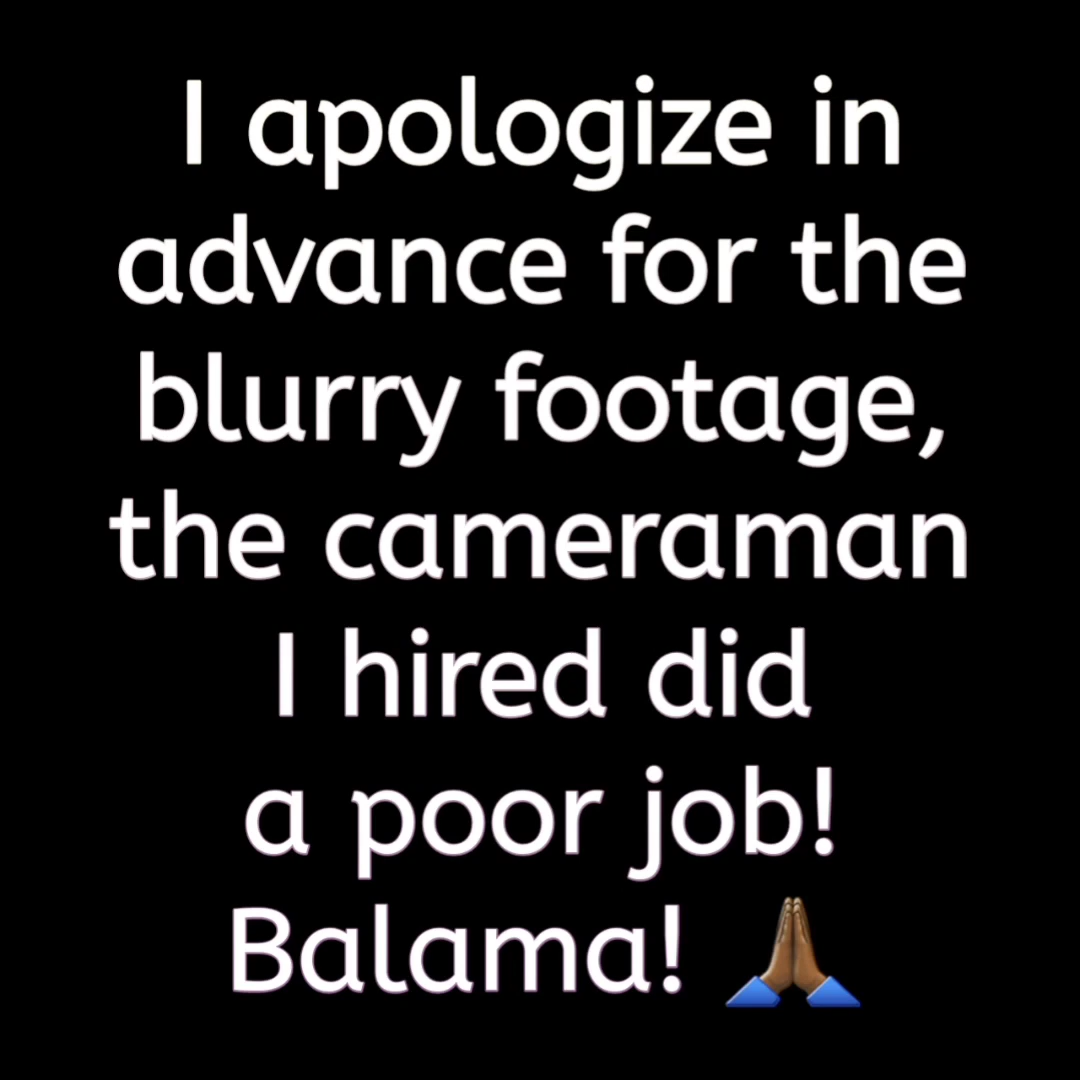 I apologize in
advance for the
blurry footage,
the cameraman
I hired did
a poor job!
Balama! 🙏🏾